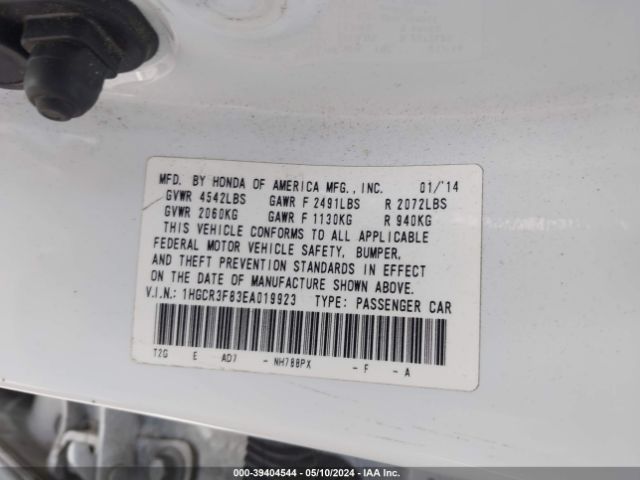 MFD. BY HONDA OF AMERICA MFG., INC. 01/'14
GVWR 4542LBS GAWR F 2491LBS R 2072LBS
GVWR 2060KG GAWR F 1130KG R 940KG
THIS VEHICLE CONFORMS TO ALL APPLICABLE
FEDERAL MOTOR VEHICLE SAFETY, BUMPER,
AND THEFT PREVENTION STANDARDS IN EFFECT
ON THE DATE OF MANUFACTURE SHOWN ABOVE.
V.I.N.: 1HGCR3F83EA019923 TYPE: PASSENGER CAR
T2G E AD7 - NH788PX - F - A
000-39404544 - 05/10/2024 - IAA Inc.